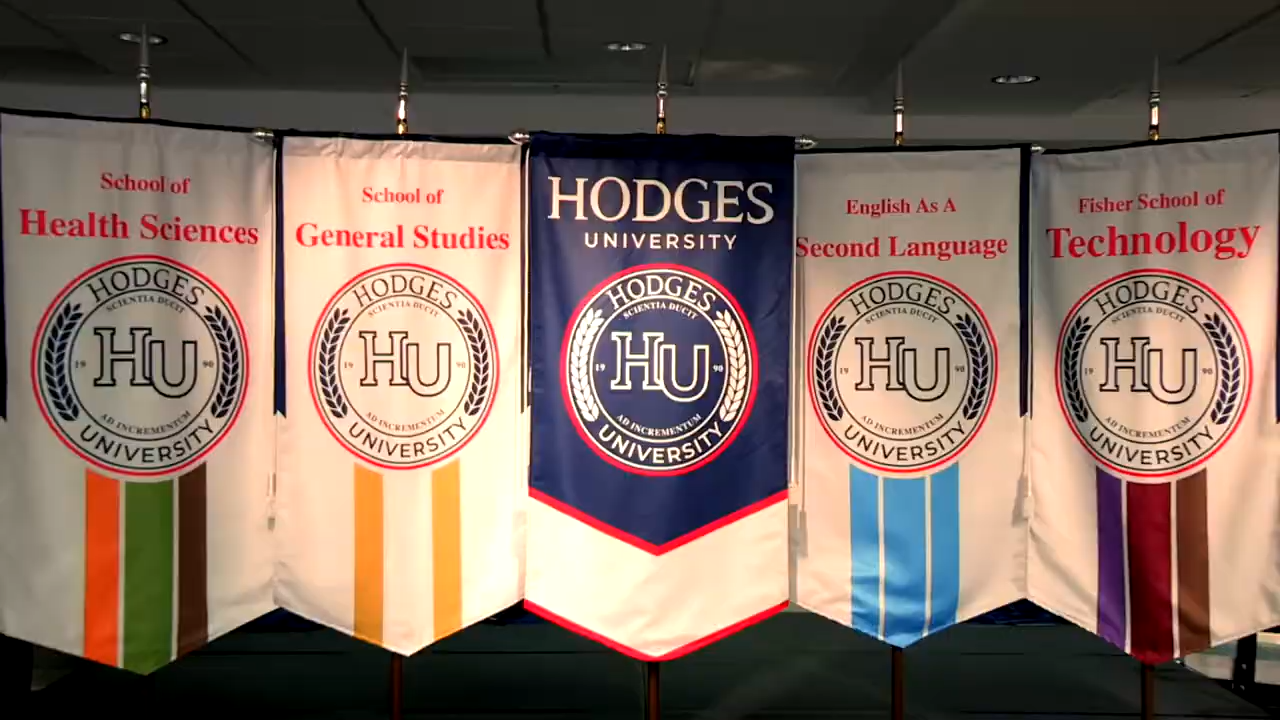 School of
Health Sciences
HODGES
SCIENTIA DUCIT
19 HU 90
AD INCREMENTUM
UNIVERSITY
School of
General Studies
HODGES
SCIENTIA DUCIT
19 HU 90
AD INCREMENTUM
UNIVERSITY
HODGES
UNIVERSITY
HODGES
SCIENTIA DUCIT
19 HU 90
AD INCREMENTUM
UNIVERSITY
English As A
Second Language
HODGES
SCIENTIA DUCIT
19 HU 90
AD INCREMENTUM
UNIVERSITY
Fisher School of
Technology
HODGES
SCIENTIA DUCIT
19 HU 90
AD INCREMENTUM
UNIVERSITY